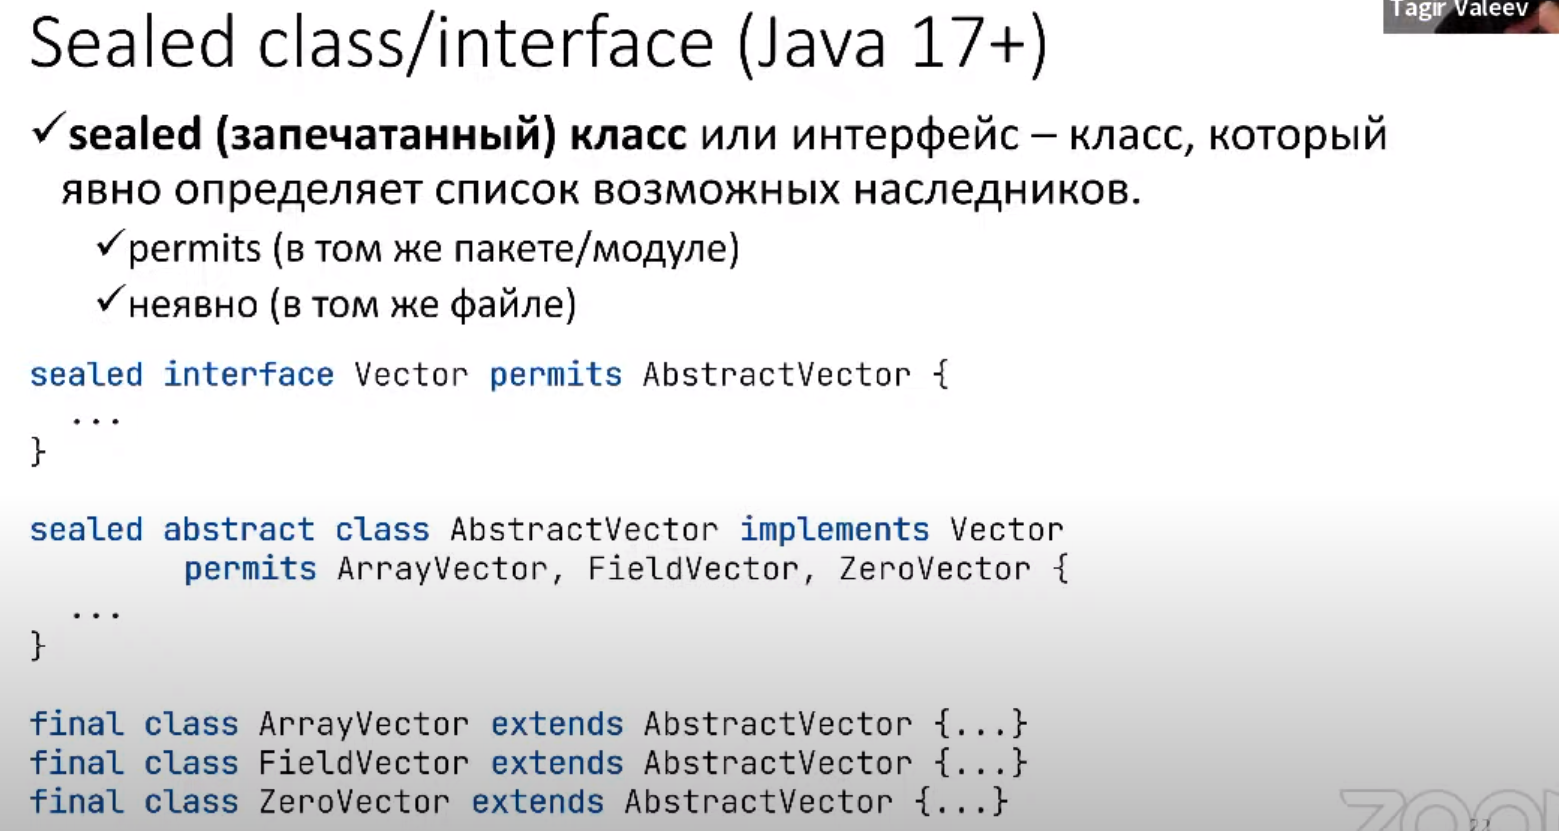 Tagir Valeev
Sealed class/interface (Java 17+)
✓sealed (запечатанный) класс или интерфейс – класс, который
явно определяет список возможных наследников.
✓permits (в том же пакете/модуле)
✓неявно (в том же файле)
sealed interface Vector permits AbstractVector {
...
}
sealed abstract class AbstractVector implements Vector
permits ArrayVector, FieldVector, ZeroVector {
...
}
final class ArrayVector extends AbstractVector {...}
final class FieldVector extends AbstractVector {...}
final class ZeroVector extends AbstractVector {...}